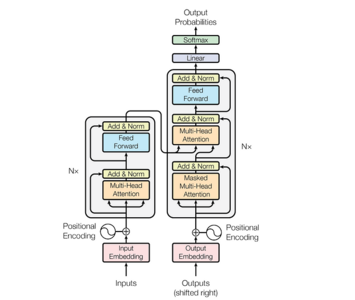 Output
Probabilities
Softmax
Linear
Add & Norm
Feed
Forward
Add & Norm
Multi-Head
Attention
Add & Norm
Masked
Multi-Head
Attention
N×
Add & Norm
Feed
Forward
N×
Add & Norm
Multi-Head
Attention
Positional
Encoding
Positional
Encoding
Input
Embedding
Output
Embedding
Inputs
Outputs
(shifted right)